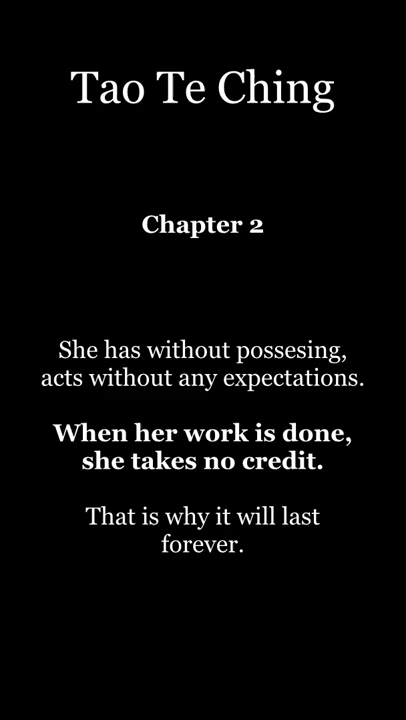 Tao Te Ching
Chapter 2
She has without possesing,
acts without any expectations.
When her work is done,
she takes no credit.
That is why it will last
forever.